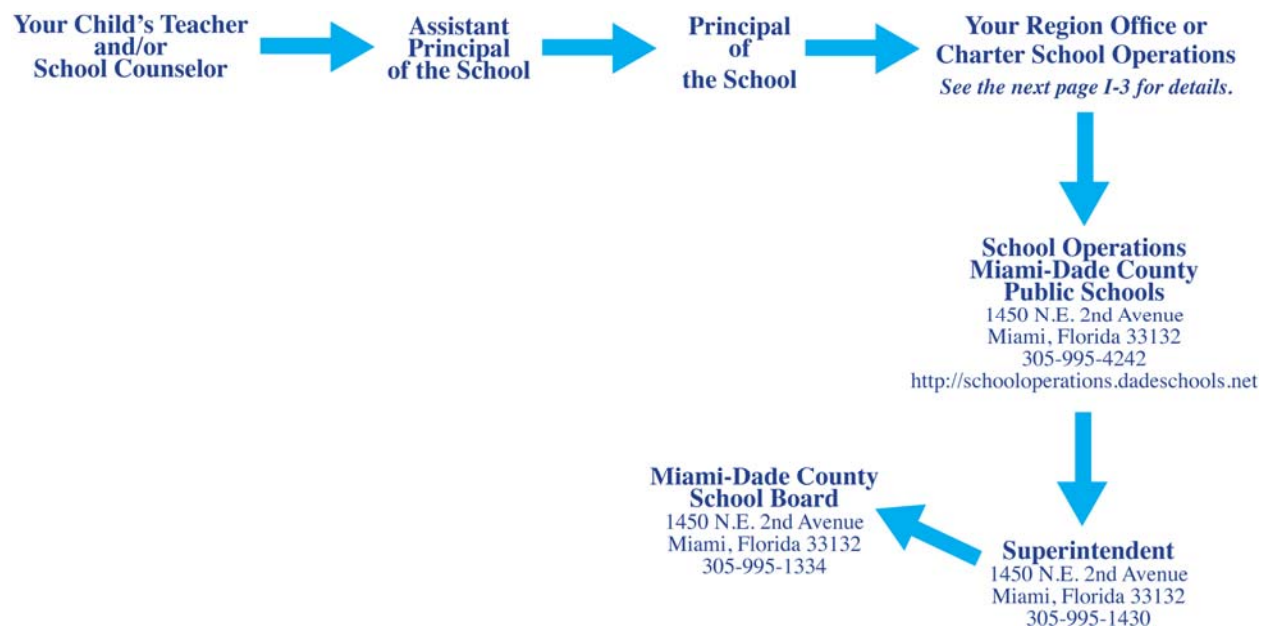 Your Child's Teacher
and/or
School Counselor
Assistant
Principal
of the School
Principal
of
the School
Your Region Office or
Charter School Operations
See the next page I-3 for details.
School Operations
Miami-Dade County
Public Schools
1450 N.E. 2nd Avenue
Miami, Florida 33132
305-995-4242
http://schooloperations.dadeschools.net
Superintendent
1450 N.E. 2nd Avenue
Miami, Florida 33132
305-995-1430
Miami-Dade County
School Board
1450 N.E. 2nd Avenue
Miami, Florida 33132
305-995-1334